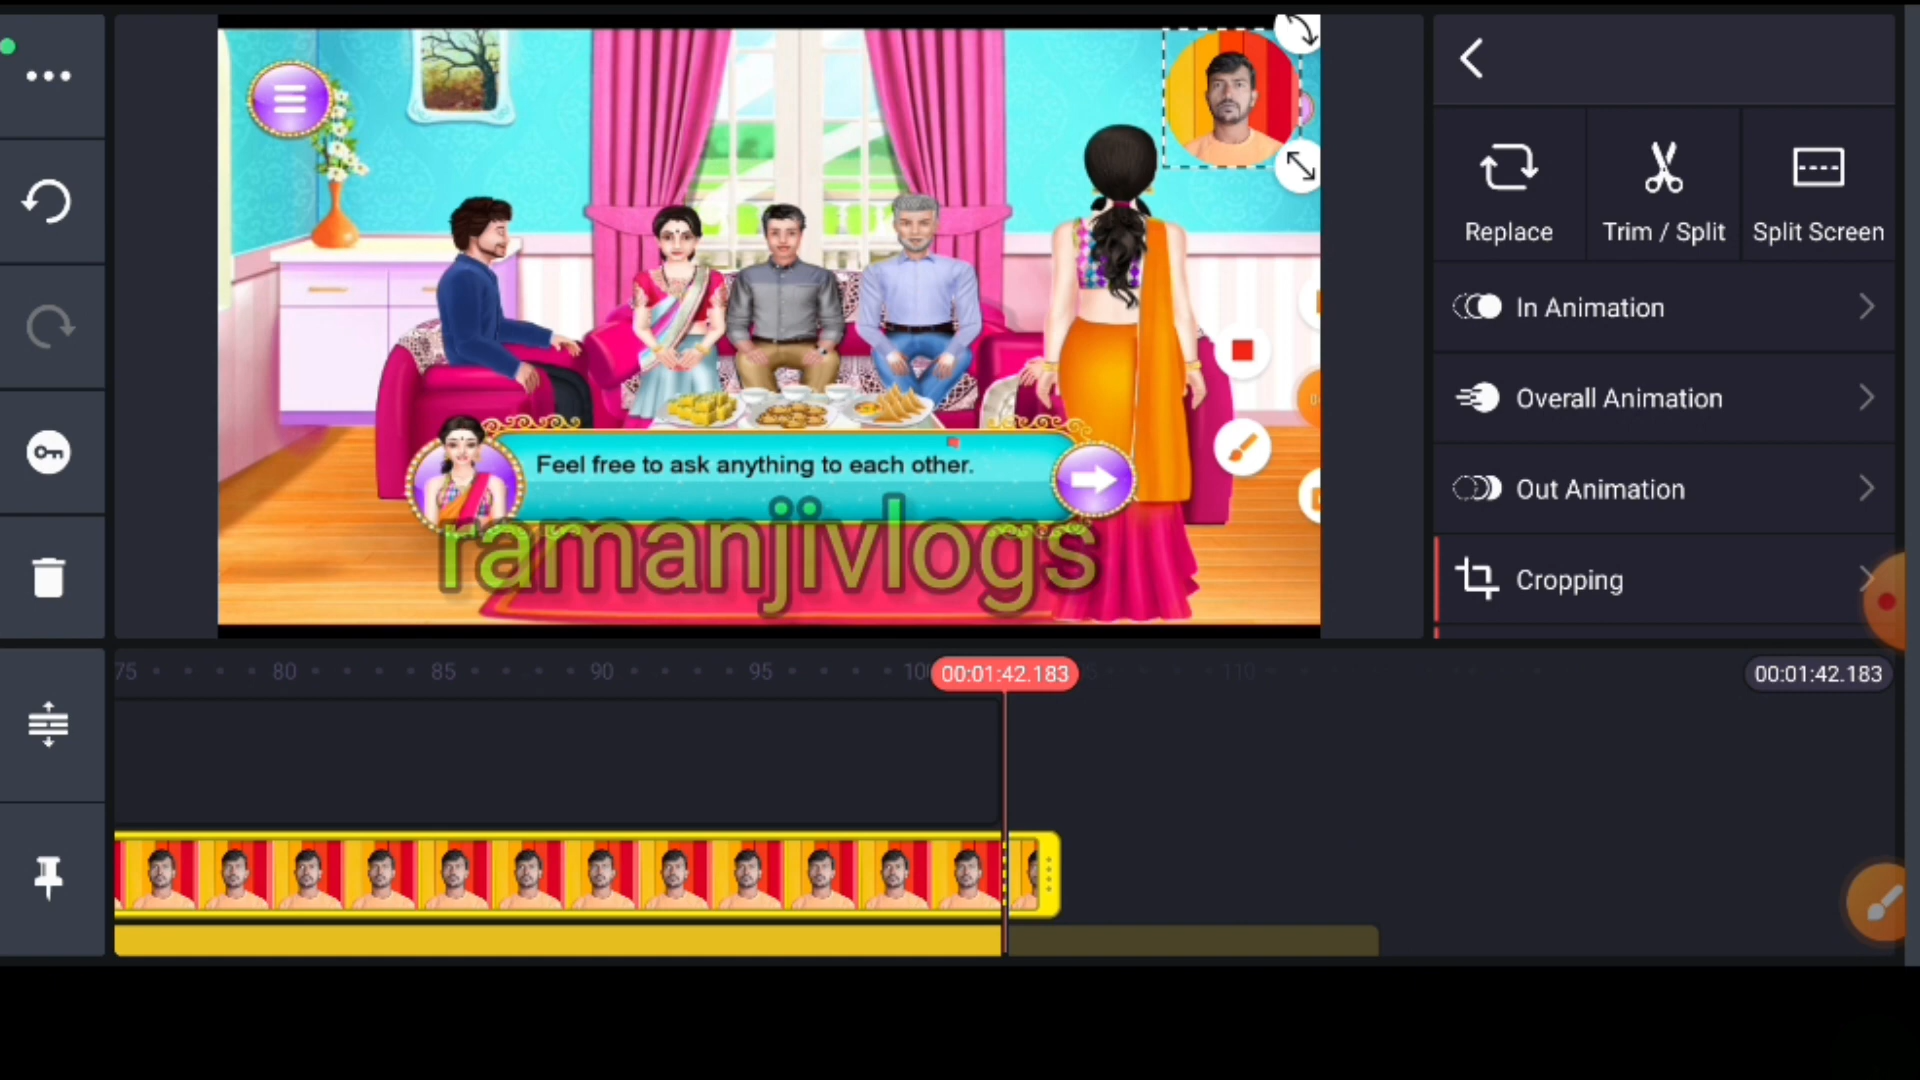 Replace
Trim / Split
Split Screen
In Animation
Overall Animation
Out Animation
Cropping
Feel free to ask anything to each other.
ramanjivlogs
75 80 85 90 95 00:01:42.183 110 00:01:42.183